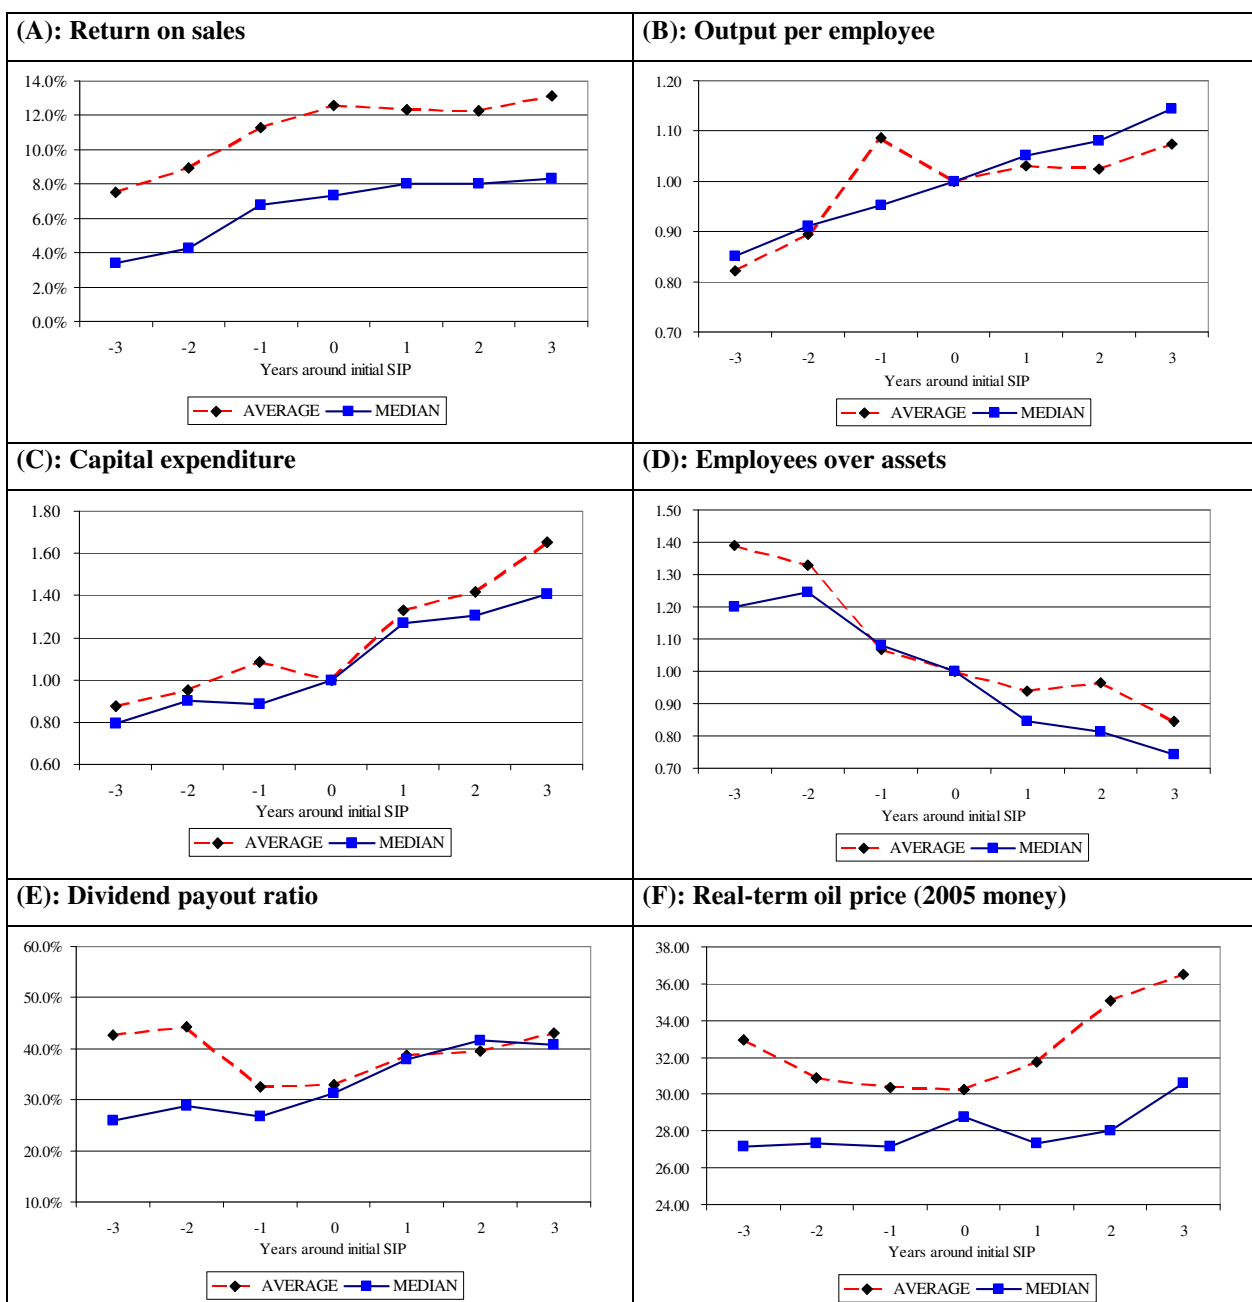 (A): Return on sales
14.0%
12.0%
10.0%
8.0%
6.0%
4.0%
2.0%
0.0%
-3 -2 -1 0 1 2 3
Years around initial SIP
AVERAGE MEDIAN
(B): Output per employee
1.20
1.10
1.00
0.90
0.80
0.70
-3 -2 -1 0 1 2 3
Years around initial SIP
AVERAGE MEDIAN
(C): Capital expenditure
1.80
1.60
1.40
1.20
1.00
0.80
0.60
-3 -2 -1 0 1 2 3
Years around initial SIP
AVERAGE MEDIAN
(D): Employees over assets
1.50
1.40
1.30
1.20
1.10
1.00
0.90
0.80
0.70
-3 -2 -1 0 1 2 3
Years around initial SIP
AVERAGE MEDIAN
(E): Dividend payout ratio
60.0%
50.0%
40.0%
30.0%
20.0%
10.0%
-3 -2 -1 0 1 2 3
Years around initial SIP
AVERAGE MEDIAN
(F): Real-term oil price (2005 money)
38.00
36.00
34.00
32.00
30.00
28.00
26.00
24.00
-3 -2 -1 0 1 2 3
Years around initial SIP
AVERAGE MEDIAN